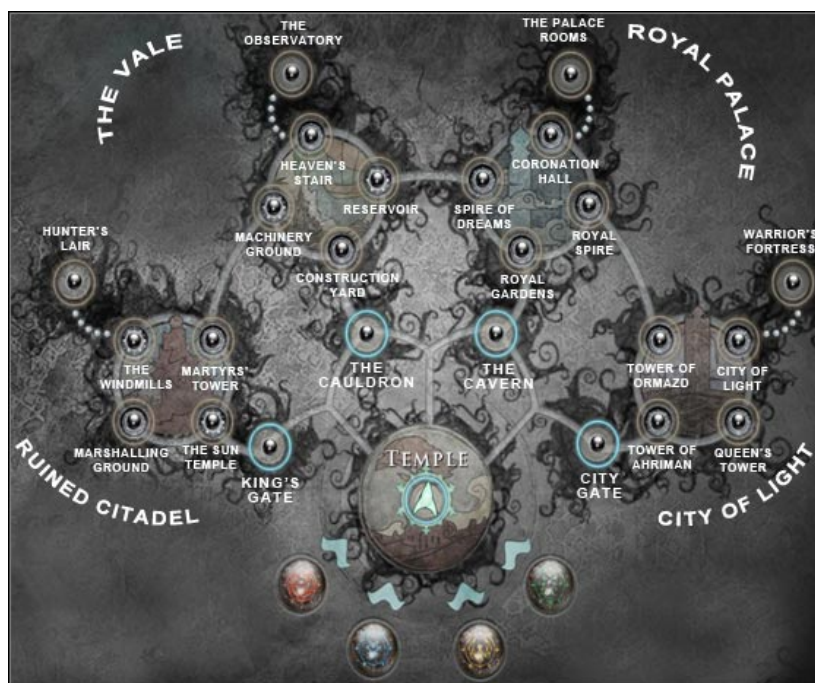 THE
OBSERVATORY
THE PALACE
ROOMS
THE VALE
ROYAL PALACE
HEAVEN'S
STAIR
CORONATION
HALL
RESERVOIR
SPIRE OF
DREAMS
MACHINERY
GROUND
ROYAL
SPIRE
HUNTER'S
LAIR
WARRIOR'S
FORTRESS
CONSTRUCTION
YARD
ROYAL
GARDENS
THE
WINDMILLS
MARTYRS'
TOWER
THE
CAULDRON
THE
CAVERN
TOWER OF
ORMAZD
CITY OF
LIGHT
MARSHALLING
GROUND
THE SUN
TEMPLE
KING'S
GATE
TEMPLE
CITY
GATE
TOWER OF
AHRIMAN
QUEEN'S
TOWER
RUINED CITADEL
CITY OF LIGHT